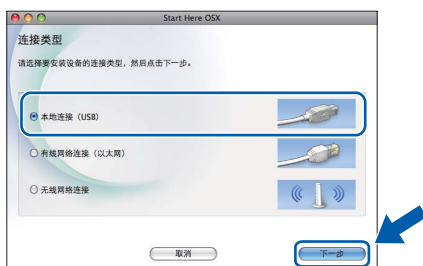 Start Here OSX
连接类型
请选择要安装设备的连接类型，然后点击下一步。
本地连接（USB）
有线网络连接（以太网）
无线网络连接
取消
下一步